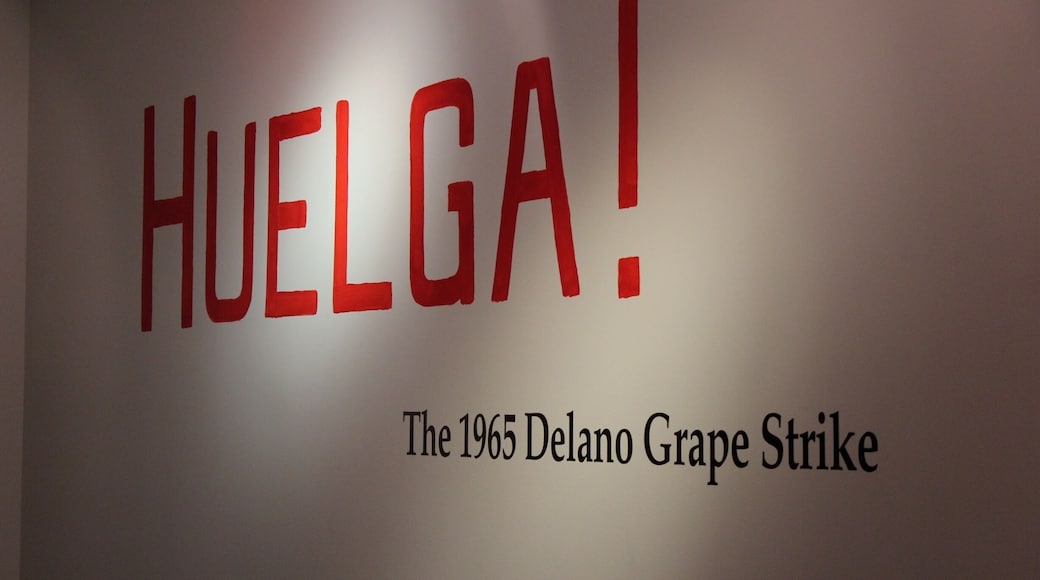 HUELGA!
The 1965 Delano Grape Strike